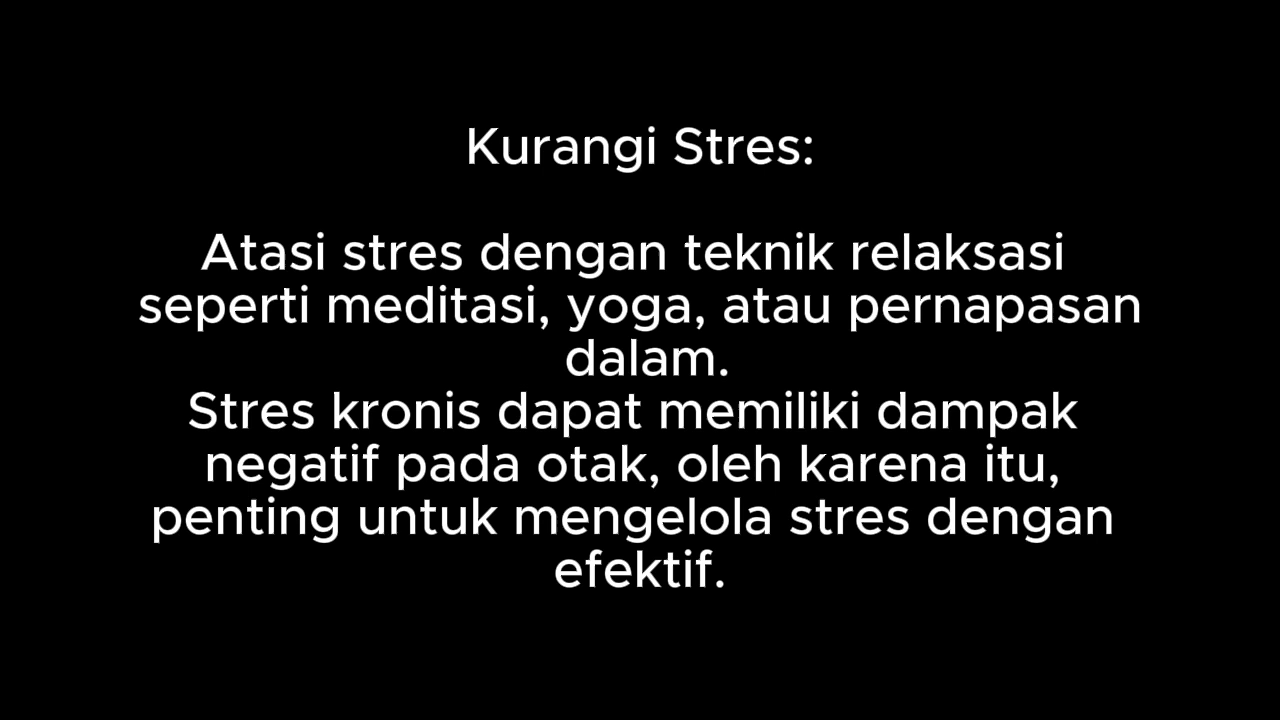 Kurangi Stres:
Atasi stres dengan teknik relaksasi
seperti meditasi, yoga, atau pernapasan
dalam.
Stres kronis dapat memiliki dampak
negatif pada otak, oleh karena itu,
penting untuk mengelola stres dengan
efektif.